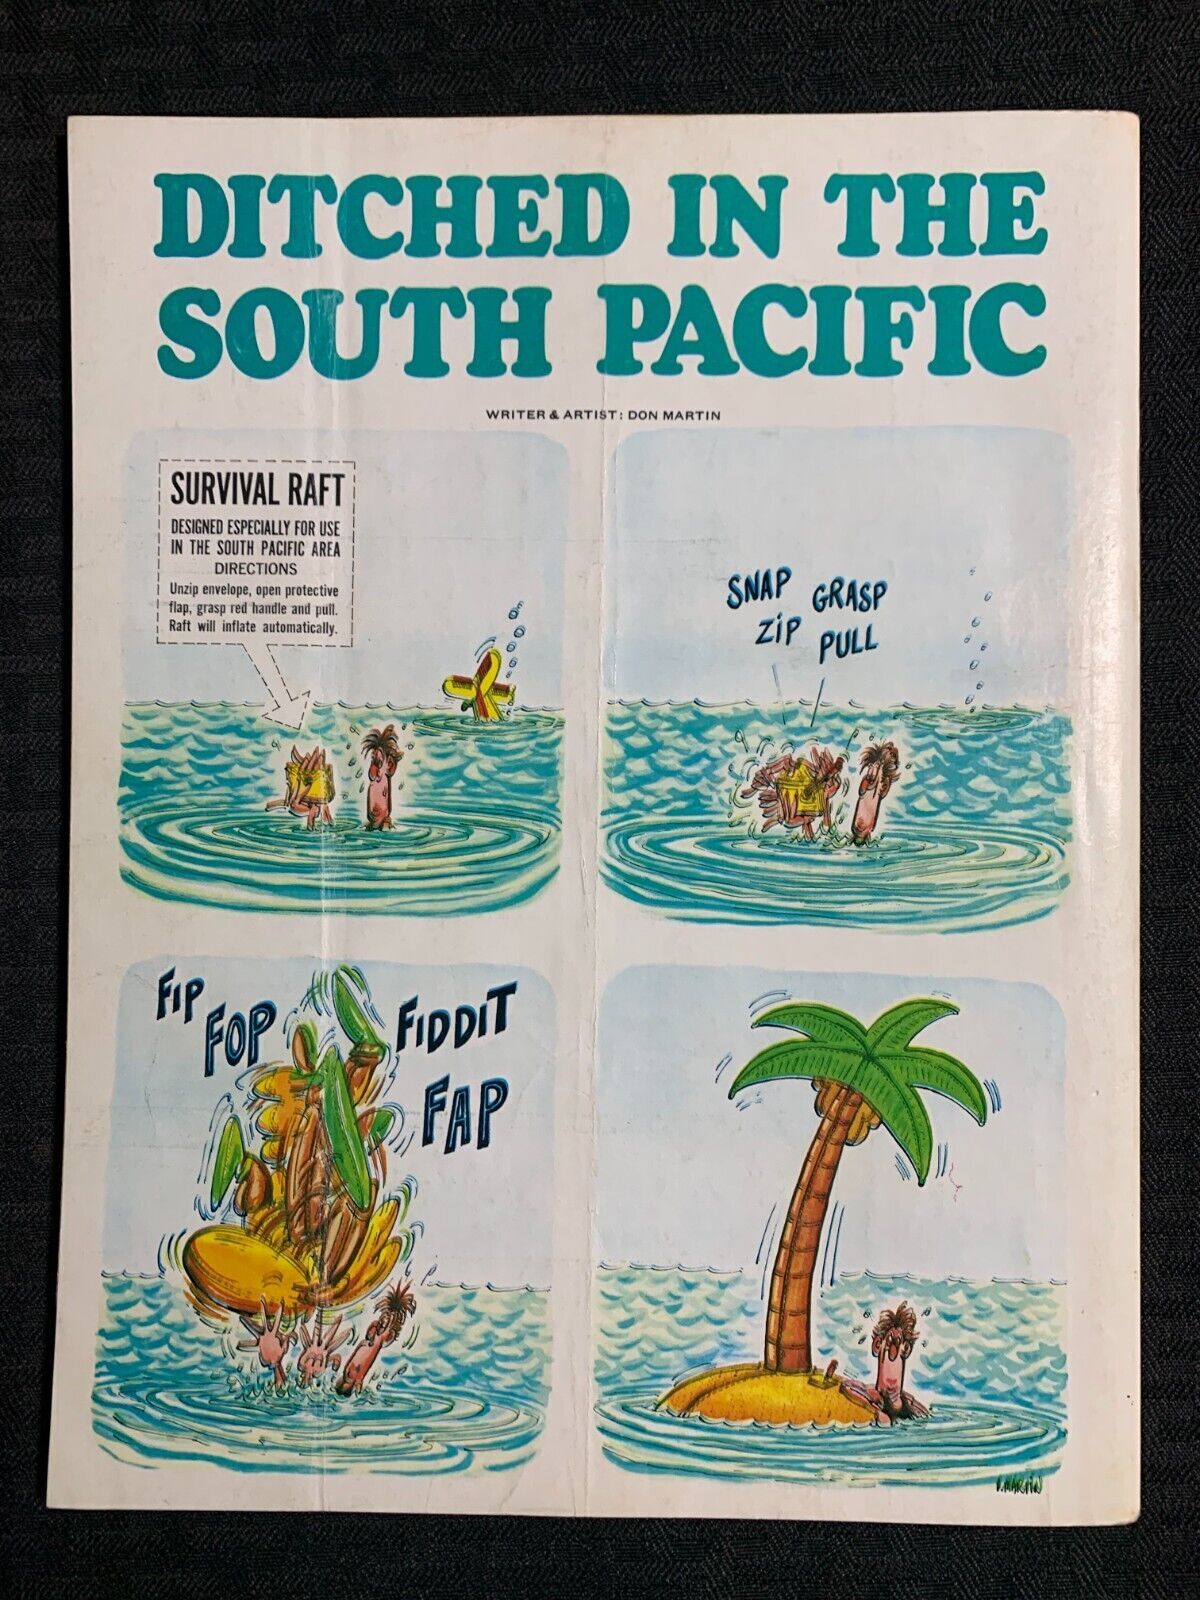 DITCHED IN THE
SOUTH PACIFIC
WRITER & ARTIST: DON MARTIN
SURVIVAL RAFT
DESIGNED ESPECIALLY FOR USE
IN THE SOUTH PACIFIC AREA
DIRECTIONS
Unzip envelope, open protective
flap, grasp red handle and pull.
Raft will inflate automatically.
SNAP
ZIP
GRASP
PULL
FIP
FOP
FIDDIT
FAP
D.MARTIN